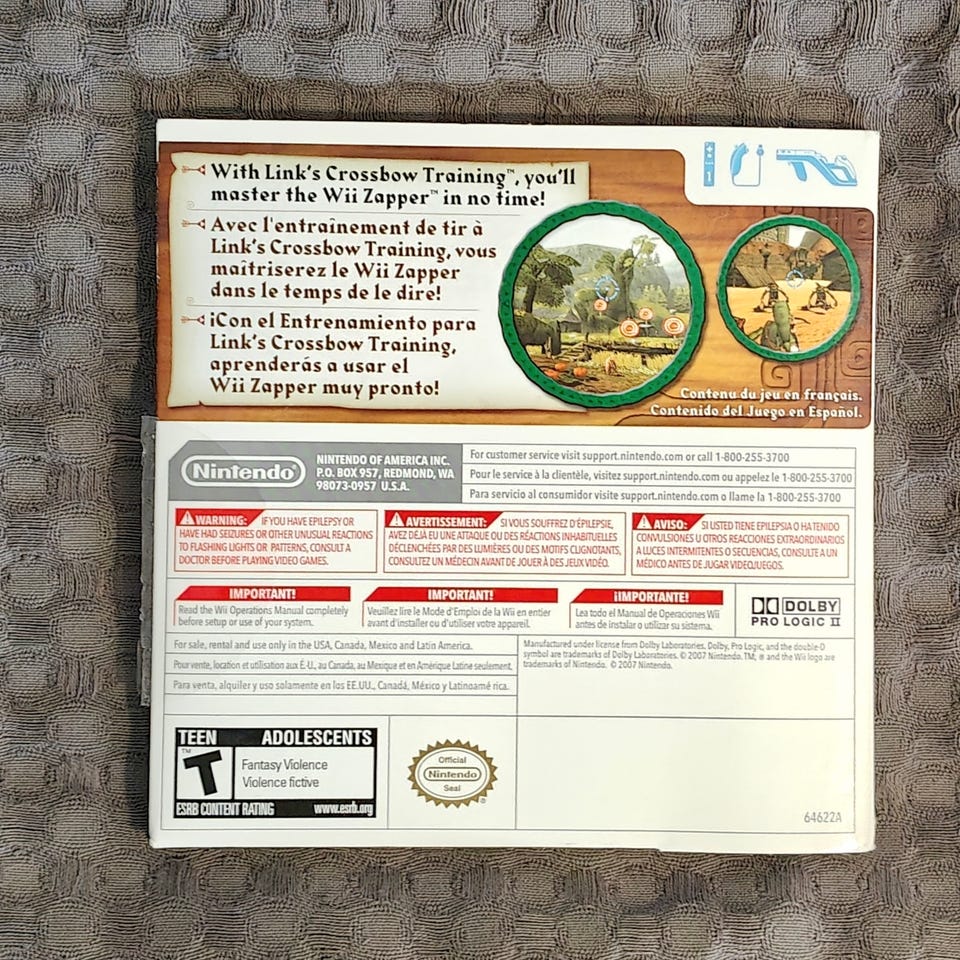 With Link's Crossbow Training™, you'll
master the Wii Zapper™ in no time!
Avec l'entraînement de tir à
Link's Crossbow Training, vous
maîtriserez le Wii Zapper
dans le temps de le dire!
¡Con el Entrenamiento para
Link's Crossbow Training,
aprenderás a usar el
Wii Zapper muy pronto!
1
Contenu du jeu en français.
Contenido del Juego en Español.
Nintendo®
NINTENDO OF AMERICA INC.
P.O. BOX 957, REDMOND, WA
98073-0957 U.S.A.
For customer service visit support.nintendo.com or call 1-800-255-3700
Pour le service à la clientèle, visitez support.nintendo.com ou appelez le 1-800-255-3700
Para servicio al consumidor visite support.nintendo.com o llame la 1-800-255-3700
WARNING: IF YOU HAVE EPILEPSY OR
HAVE HAD SEIZURES OR OTHER UNUSUAL REACTIONS
TO FLASHING LIGHTS OR PATTERNS, CONSULT A
DOCTOR BEFORE PLAYING VIDEO GAMES.
AVERTISSEMENT: SI VOUS SOUFFREZ D'ÉPILEPSIE,
AVEZ DÉJÀ EU UNE ATTAQUE OU DES RÉACTIONS INHABITUELLES
DÉCLENCHÉES PAR DES LUMIÈRES OU DES MOTIFS CLIGNOTANTS,
CONSULTEZ UN MÉDECIN AVANT DE JOUER À DES JEUX VIDÉO.
AVISO: SI USTED TIENE EPILEPSIA O HA TENIDO
CONVULSIONES U OTROS REACCIONES EXTRAORDINARIOS
A LUCES INTERMITENTES O SECUENCIAS, CONSULTE A UN
MÉDICO ANTES DE JUGAR VIDEOJUEGOS.
IMPORTANT!
Read the Wii Operations Manual completely
before setup or use of your system.
IMPORTANT!
Veuillez lire le Mode d'Emploi de la Wii en entier
avant d'installer ou d'utiliser votre appareil.
¡IMPORTANTE!
Lea todo el Manual de Operaciones Wii
antes de instalar o utilizar su sistema.
DOLBY
PRO LOGIC II
For sale, rental and use only in the USA, Canada, Mexico and Latin America.
Pour vente, location et utilisation aux É.-U., au Canada, au Mexique et en Amérique Latine seulement.
Para venta, alquiler y uso solamente en los EE.UU., Canadá, México y Latinoamérica.
Manufactured under license from Dolby Laboratories. Dolby, Pro Logic, and the double-D
symbol are trademarks of Dolby Laboratories. © 2007 Nintendo. TM, ® and the Wii logo are
trademarks of Nintendo. © 2007 Nintendo.
TEEN ADOLESCENTS
T™
Fantasy Violence
Violence fictive
ESRB CONTENT RATING www.esrb.org
Official
Nintendo
Seal
®
64622A